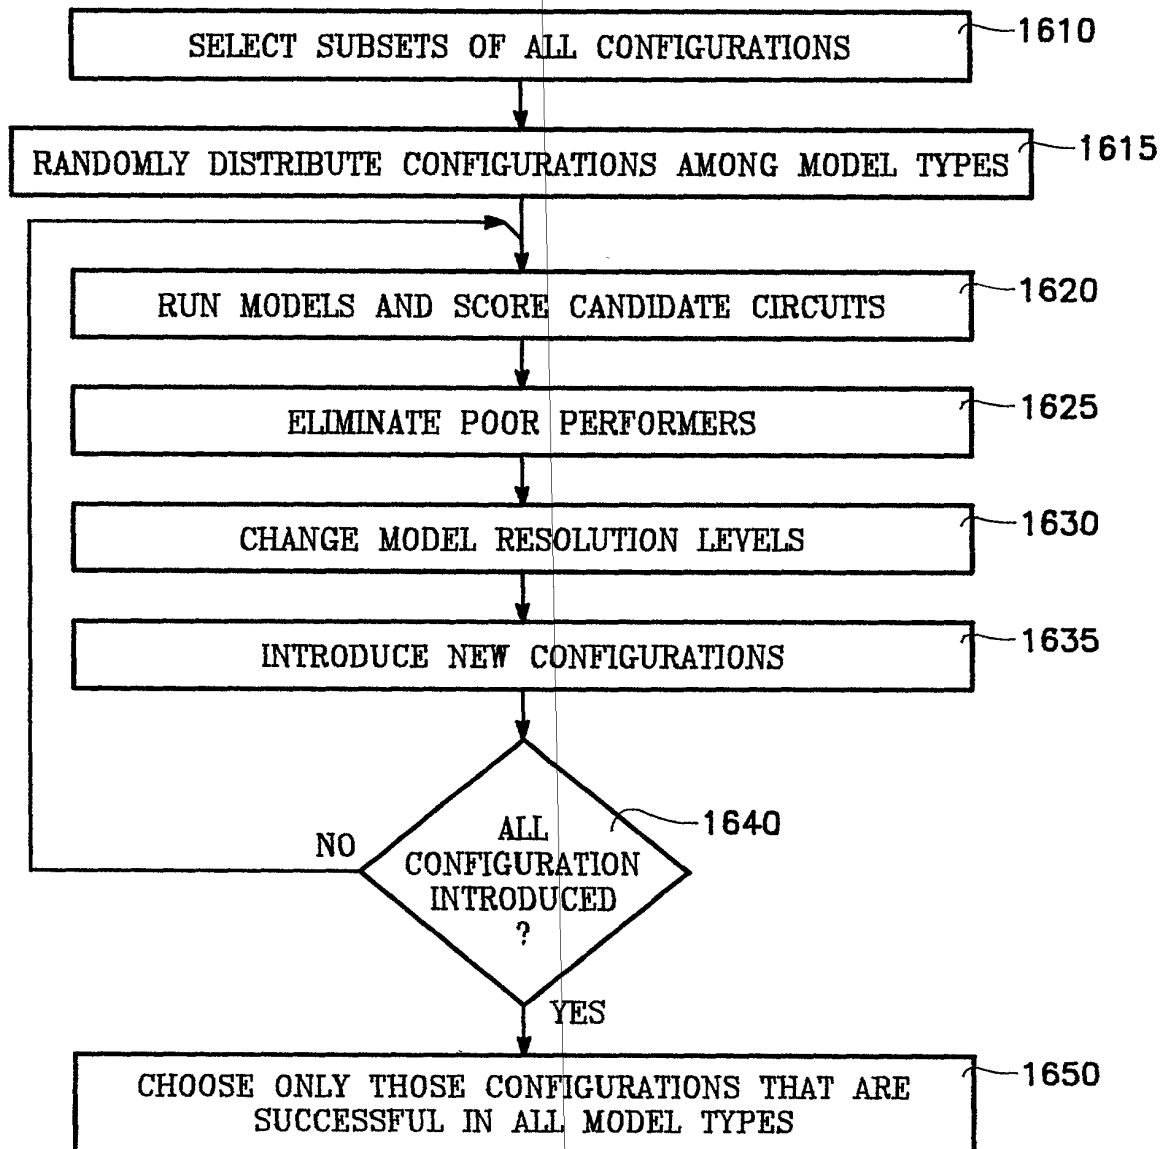 SELECT SUBSETS OF ALL CONFIGURATIONS
1610
RANDOMLY DISTRIBUTE CONFIGURATIONS AMONG MODEL TYPES
1615
RUN MODELS AND SCORE CANDIDATE CIRCUITS
1620
ELIMINATE POOR PERFORMERS
1625
CHANGE MODEL RESOLUTION LEVELS
1630
INTRODUCE NEW CONFIGURATIONS
1635
ALL
CONFIGURATION
INTRODUCED
?
1640
NO
YES
CHOOSE ONLY THOSE CONFIGURATIONS THAT ARE
SUCCESSFUL IN ALL MODEL TYPES
1650